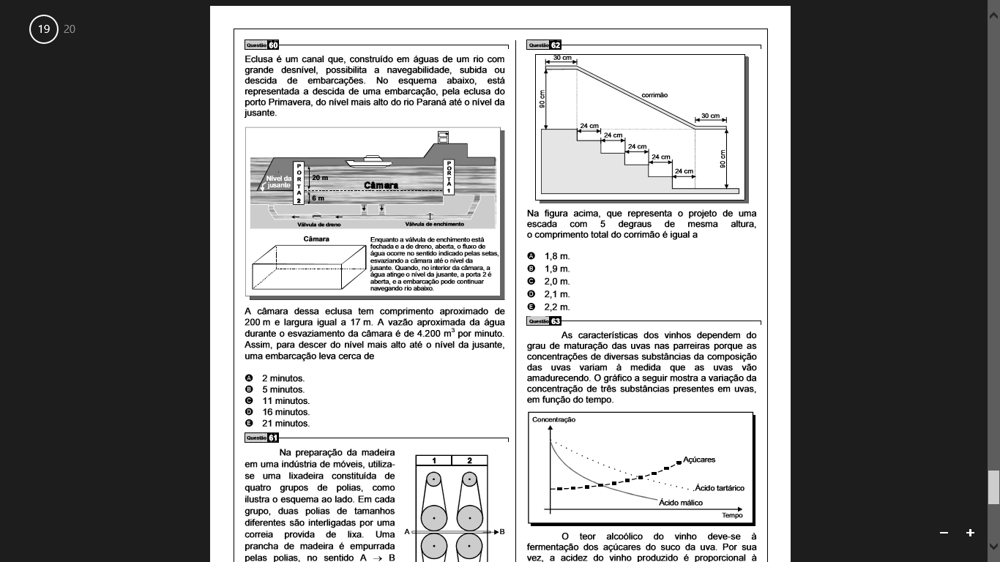 19 20
Questão 60
Eclusa é um canal que, construído em águas de um rio com
grande desnível, possibilita a navegabilidade, subida ou
descida de embarcações. No esquema abaixo, está
representada a descida de uma embarcação, pela eclusa do
porto Primavera, do nível mais alto do rio Paraná até o nível da
jusante.
PORTA 2
Nível da
jusante
20 m
6 m
Câmara
PORTA 1
Válvula de dreno
Válvula de enchimento
Câmara
Enquanto a válvula de enchimento está
fechada e a de dreno, aberta, o fluxo de
água ocorre no sentido indicado pelas setas,
esvaziando a câmara até o nível da
jusante. Quando, no interior da câmara, a
água atinge o nível da jusante, a porta 2 é
aberta, e a embarcação pode continuar
navegando rio abaixo.
A câmara dessa eclusa tem comprimento aproximado de
200 m e largura igual a 17 m. A vazão aproximada da água
durante o esvaziamento da câmara é de 4.200 m³ por minuto.
Assim, para descer do nível mais alto até o nível da jusante,
uma embarcação leva cerca de
A 2 minutos.
B 5 minutos.
C 11 minutos.
D 16 minutos.
E 21 minutos.
Questão 61
Na preparação da madeira
em uma indústria de móveis, utiliza-
se uma lixadeira constituída de
quatro grupos de polias, como
ilustra o esquema ao lado. Em cada
grupo, duas polias de tamanhos
diferentes são interligadas por uma
correia provida de lixa. Uma
prancha de madeira é empurrada
pelas polias, no sentido A → B
1 2
A B
Questão 62
30 cm
90 cm
corrimão
30 cm
24 cm
24 cm
24 cm
24 cm
24 cm
90 cm
Na figura acima, que representa o projeto de uma
escada com 5 degraus de mesma altura,
o comprimento total do corrimão é igual a
A 1,8 m.
B 1,9 m.
C 2,0 m.
D 2,1 m.
E 2,2 m.
Questão 63
As características dos vinhos dependem do
grau de maturação das uvas nas parreiras porque as
concentrações de diversas substâncias da composição
das uvas variam à medida que as uvas vão
amadurecendo. O gráfico a seguir mostra a variação da
concentração de três substâncias presentes em uvas,
em função do tempo.
Concentração
Açúcares
Ácido tartárico
Ácido málico
Tempo
O teor alcoólico do vinho deve-se à
fermentação dos açúcares do suco da uva. Por sua
vez, a acidez do vinho produzido é proporcional à